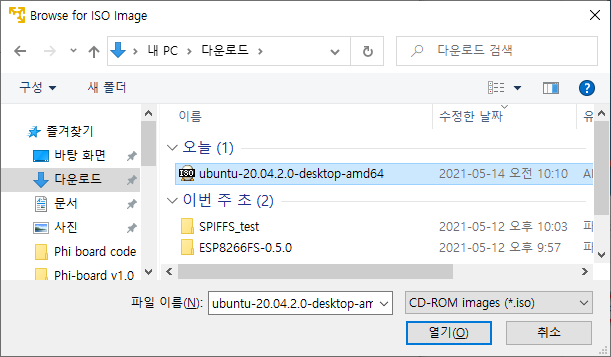 Browse for ISO Image
내 PC > 다운로드 >
다운로드 검색
구성
새 폴더
이름
수정한 날짜
즐겨찾기
바탕 화면
다운로드
문서
사진
Phi board code
Phi-board v1.0
오늘 (1)
ISO
ubuntu-20.04.2.0-desktop-amd64
2021-05-14 오전 10:10
이번 주 초 (2)
SPIFFS_test
2021-05-12 오후 10:03
ESP8266FS-0.5.0
2021-05-12 오후 9:57
파일 이름(N):
ubuntu-20.04.2.0-desktop-am
CD-ROM images (*.iso)
열기(O)
취소